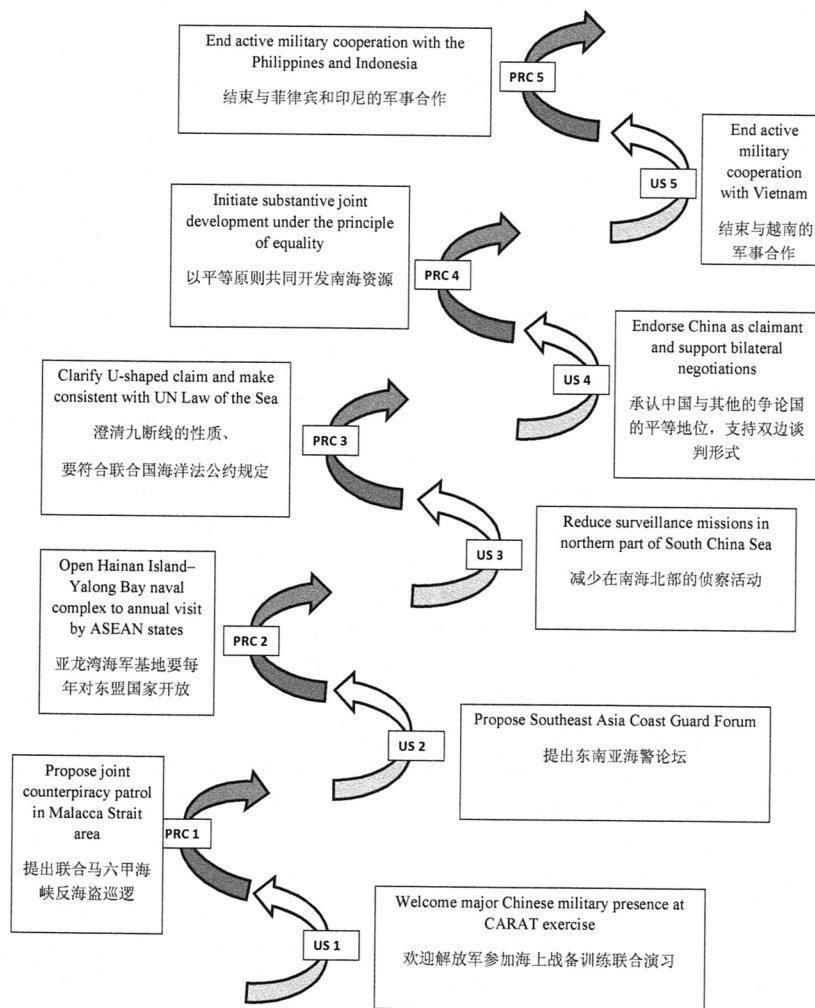 End active military cooperation with the
Philippines and Indonesia
结束与菲律宾和印尼的军事合作
PRC 5
End active
military
cooperation
with Vietnam
结束与越南的
军事合作
US 5
Initiate substantive joint
development under the principle
of equality
以平等原则共同开发南海资源
PRC 4
Endorse China as claimant
and support bilateral
negotiations
承认中国与其他的争论国
的平等地位，支持双边谈
判形式
US 4
Clarify U-shaped claim and make
consistent with UN Law of the Sea
澄清九断线的性质、
要符合联合国海洋法公约规定
PRC 3
Reduce surveillance missions in
northern part of South China Sea
减少在南海北部的侦察活动
US 3
Open Hainan Island–
Yalong Bay naval
complex to annual visit
by ASEAN states
亚龙湾海军基地要每
年对东盟国家开放
PRC 2
Propose Southeast Asia Coast Guard Forum
提出东南亚海警论坛
US 2
Propose joint
counterpiracy patrol
in Malacca Strait
area
提出联合马六甲海
峡反海盗巡逻
PRC 1
Welcome major Chinese military presence at
CARAT exercise
欢迎解放军参加海上战备训练联合演习
US 1